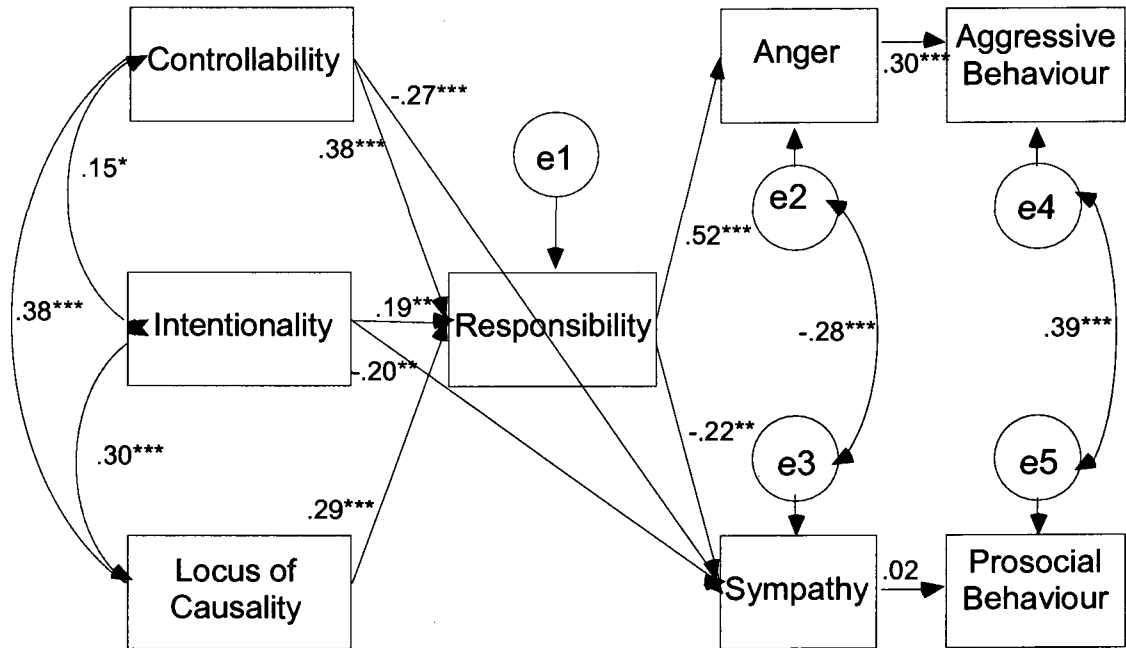 Controllability
Anger
Aggressive
Behaviour
.30***
-.27***
.38***
.15*
e1
e2
e4
.52***
.38***
Intentionality
.19**
Responsibility
-.28***
.39***
-.20**
.30***
-.22**
e3
e5
.29***
Locus of
Causality
Sympathy
.02
Prosocial
Behaviour